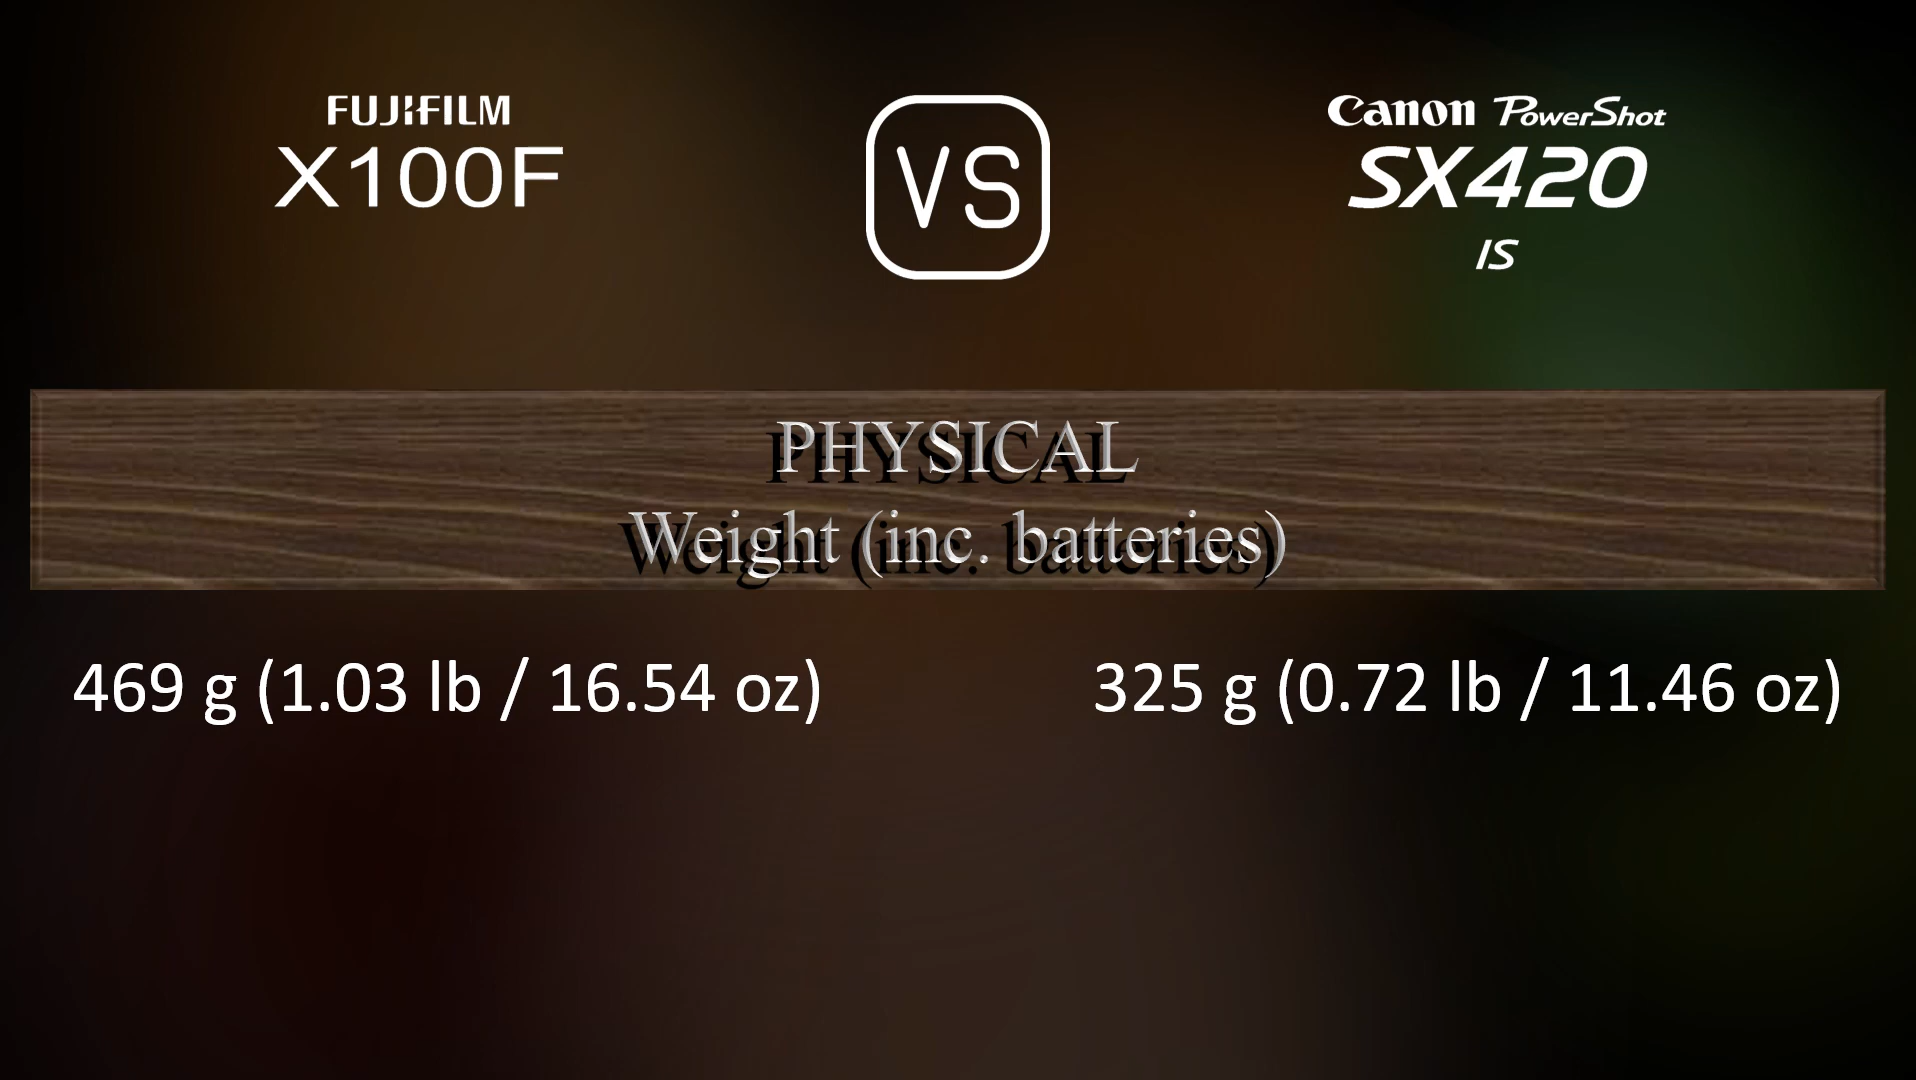 FUJIFILM
X100F
VS
Canon PowerShot
SX420
IS
PHYSICAL
Weight (inc. batteries)
469 g (1.03 lb / 16.54 oz)
325 g (0.72 lb / 11.46 oz)